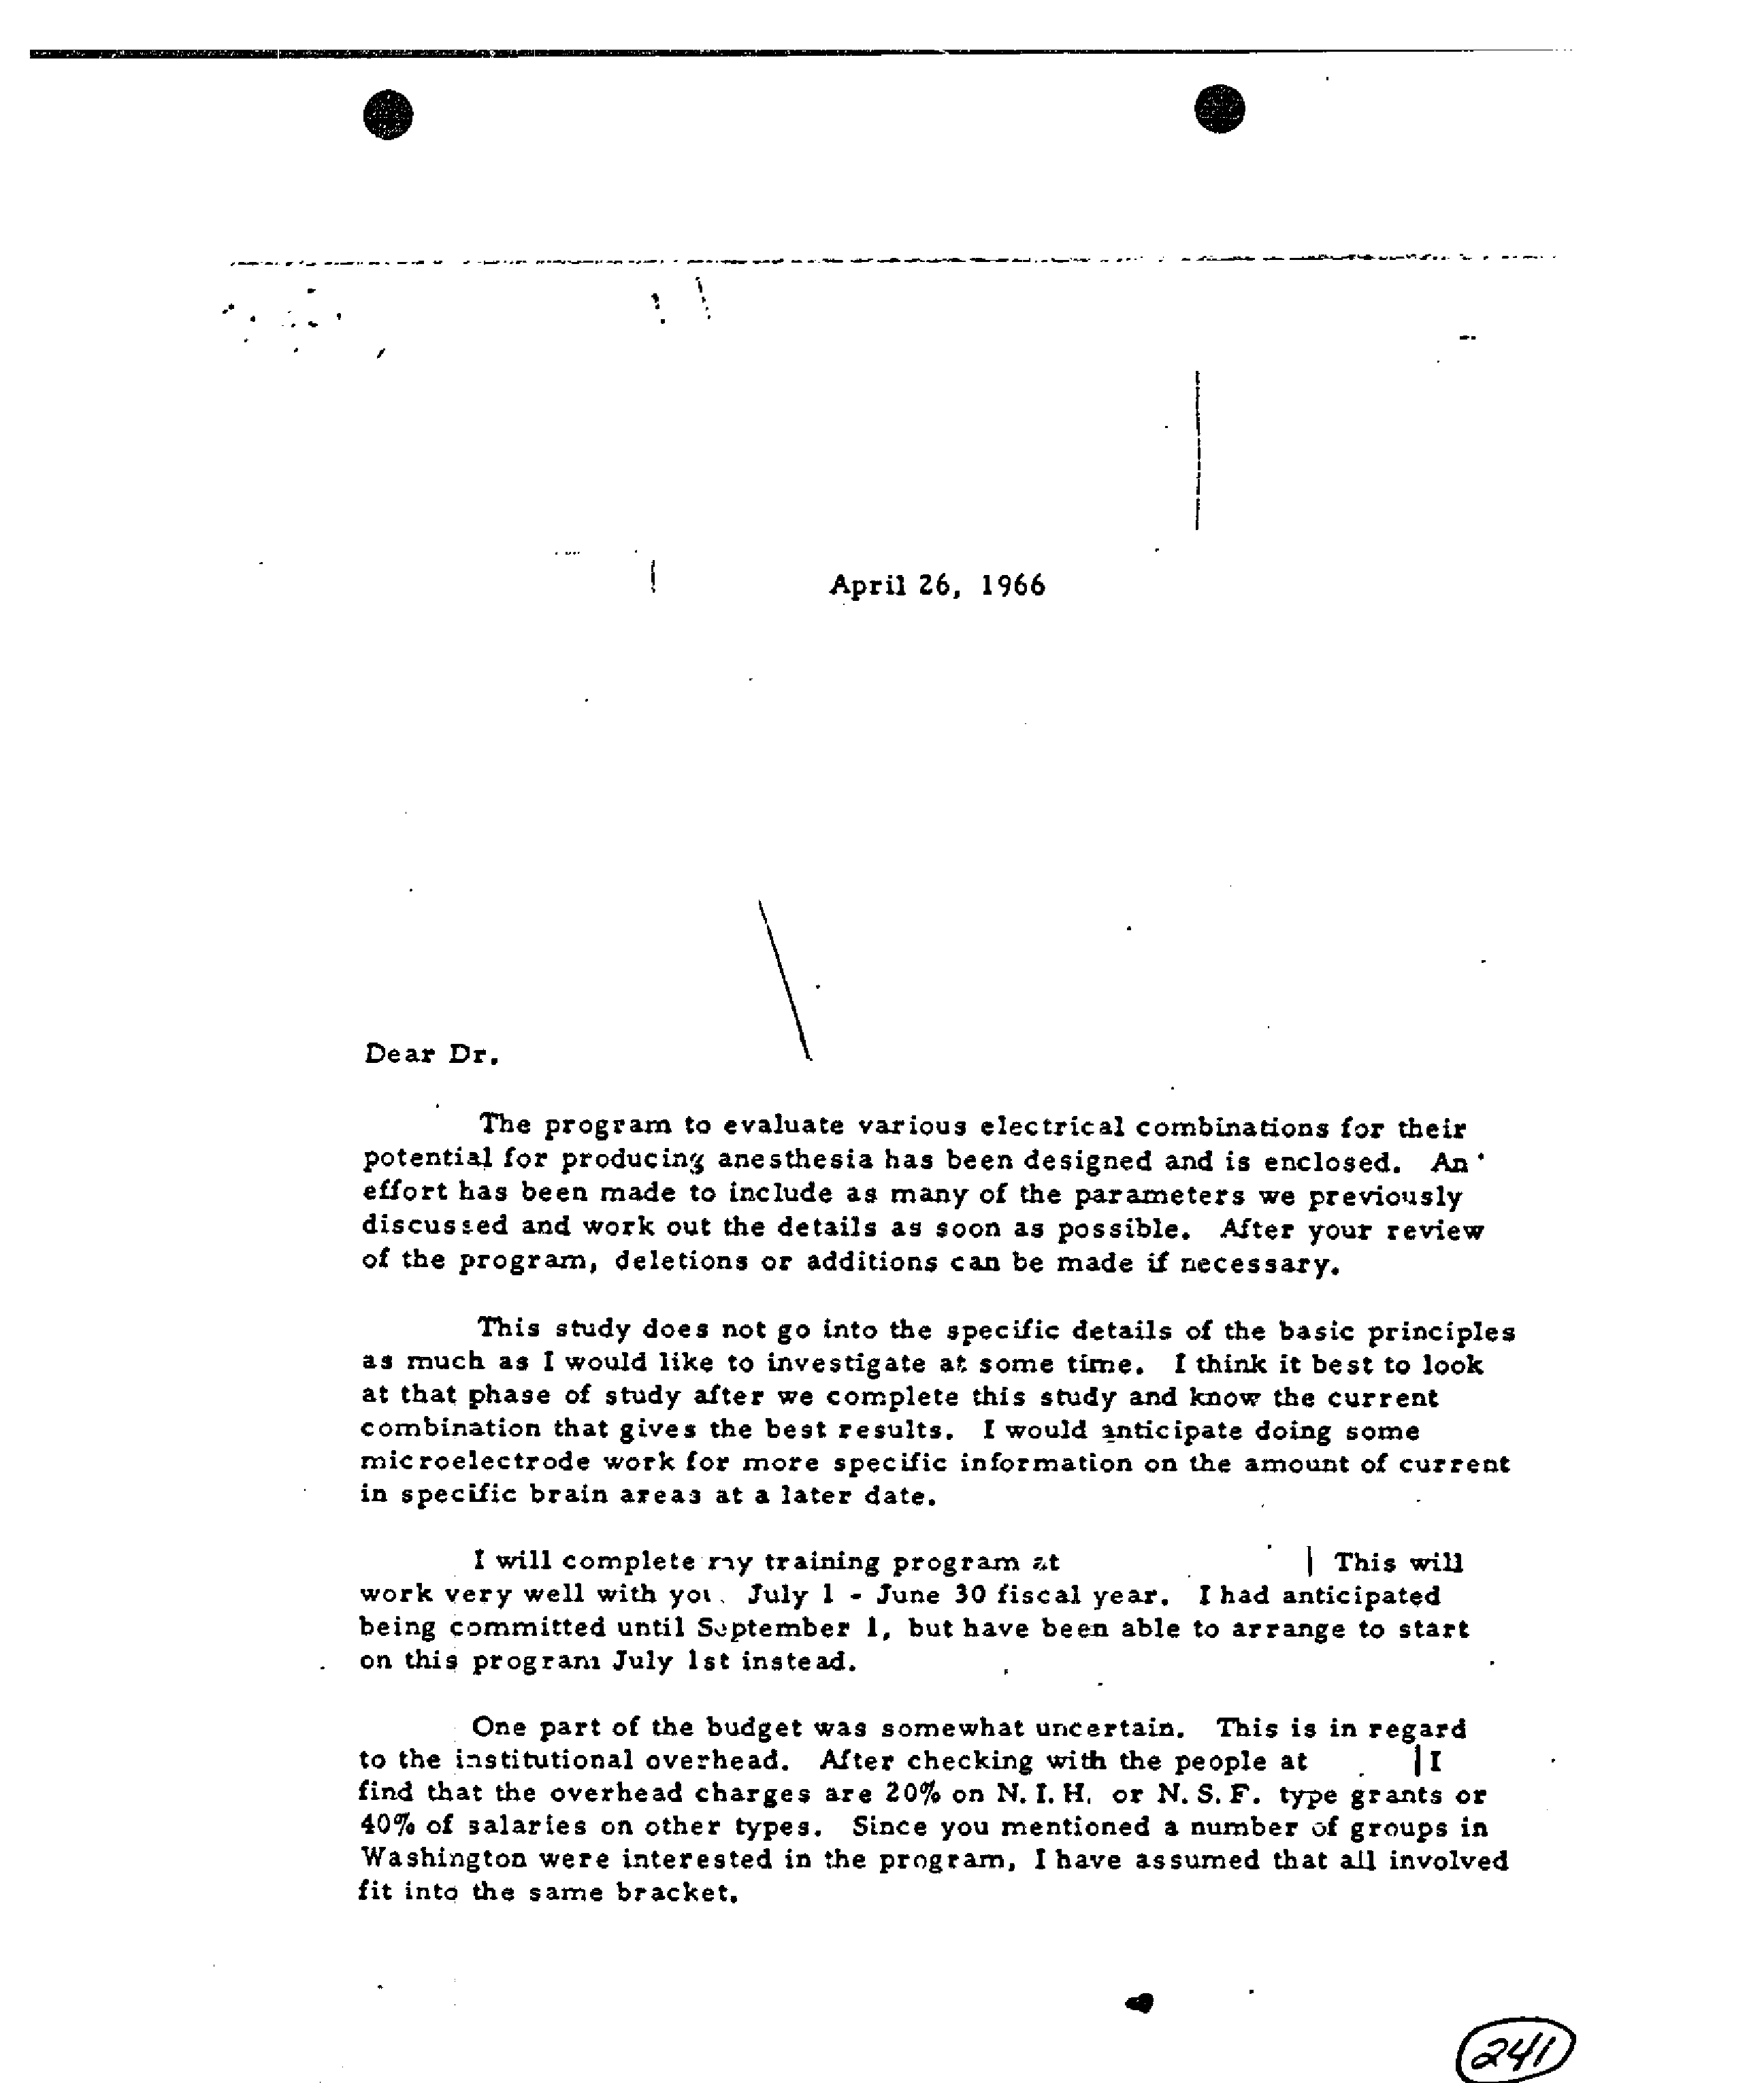 April 26, 1966
Dear Dr.
The program to evaluate various electrical combinations for their
potential for producing anesthesia has been designed and is enclosed. An
effort has been made to include as many of the parameters we previously
discussed and work out the details as soon as possible. After your review
of the program, deletions or additions can be made if necessary.
This study does not go into the specific details of the basic principles
as much as I would like to investigate at some time. I think it best to look
at that phase of study after we complete this study and know the current
combination that gives the best results. I would anticipate doing some
microelectrode work for more specific information on the amount of current
in specific brain areas at a later date.
I will complete my training program at This will
work very well with you. July 1 - June 30 fiscal year. I had anticipated
being committed until September 1, but have been able to arrange to start
on this program July 1st instead.
One part of the budget was somewhat uncertain. This is in regard
to the institutional overhead. After checking with the people at I
find that the overhead charges are 20% on N. I. H. or N. S. F. type grants or
40% of salaries on other types. Since you mentioned a number of groups in
Washington were interested in the program, I have assumed that all involved
fit into the same bracket.
241